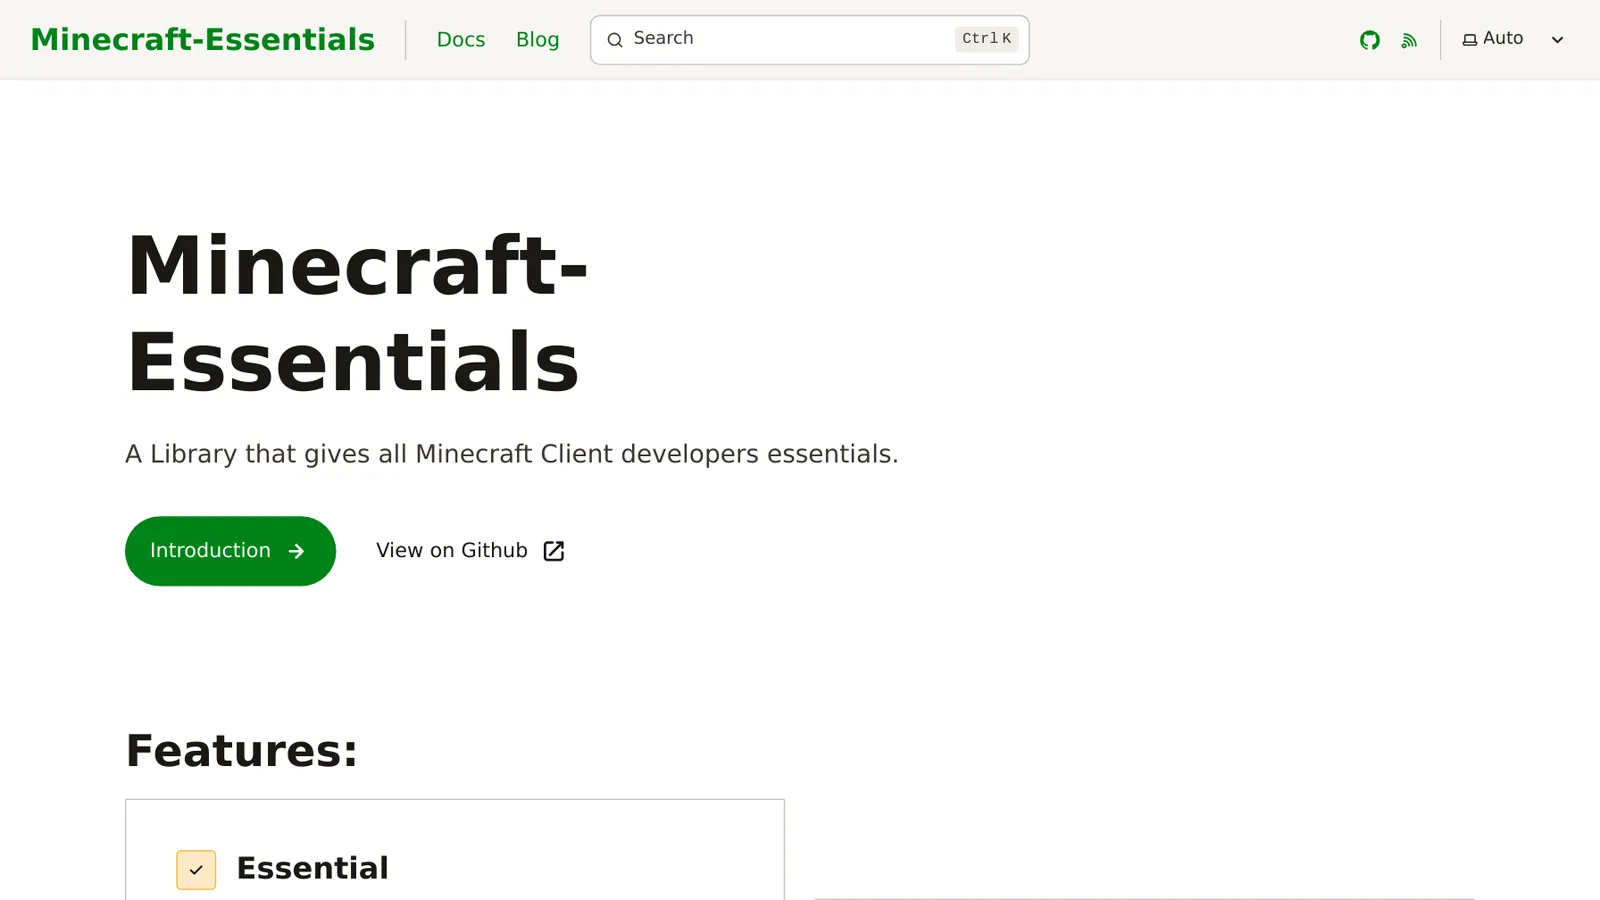 Minecraft-Essentials
Docs
Blog
Search
Ctrl K
Auto
Minecraft-
Essentials
A Library that gives all Minecraft Client developers essentials.
Introduction
View on Github
Features:
Essential